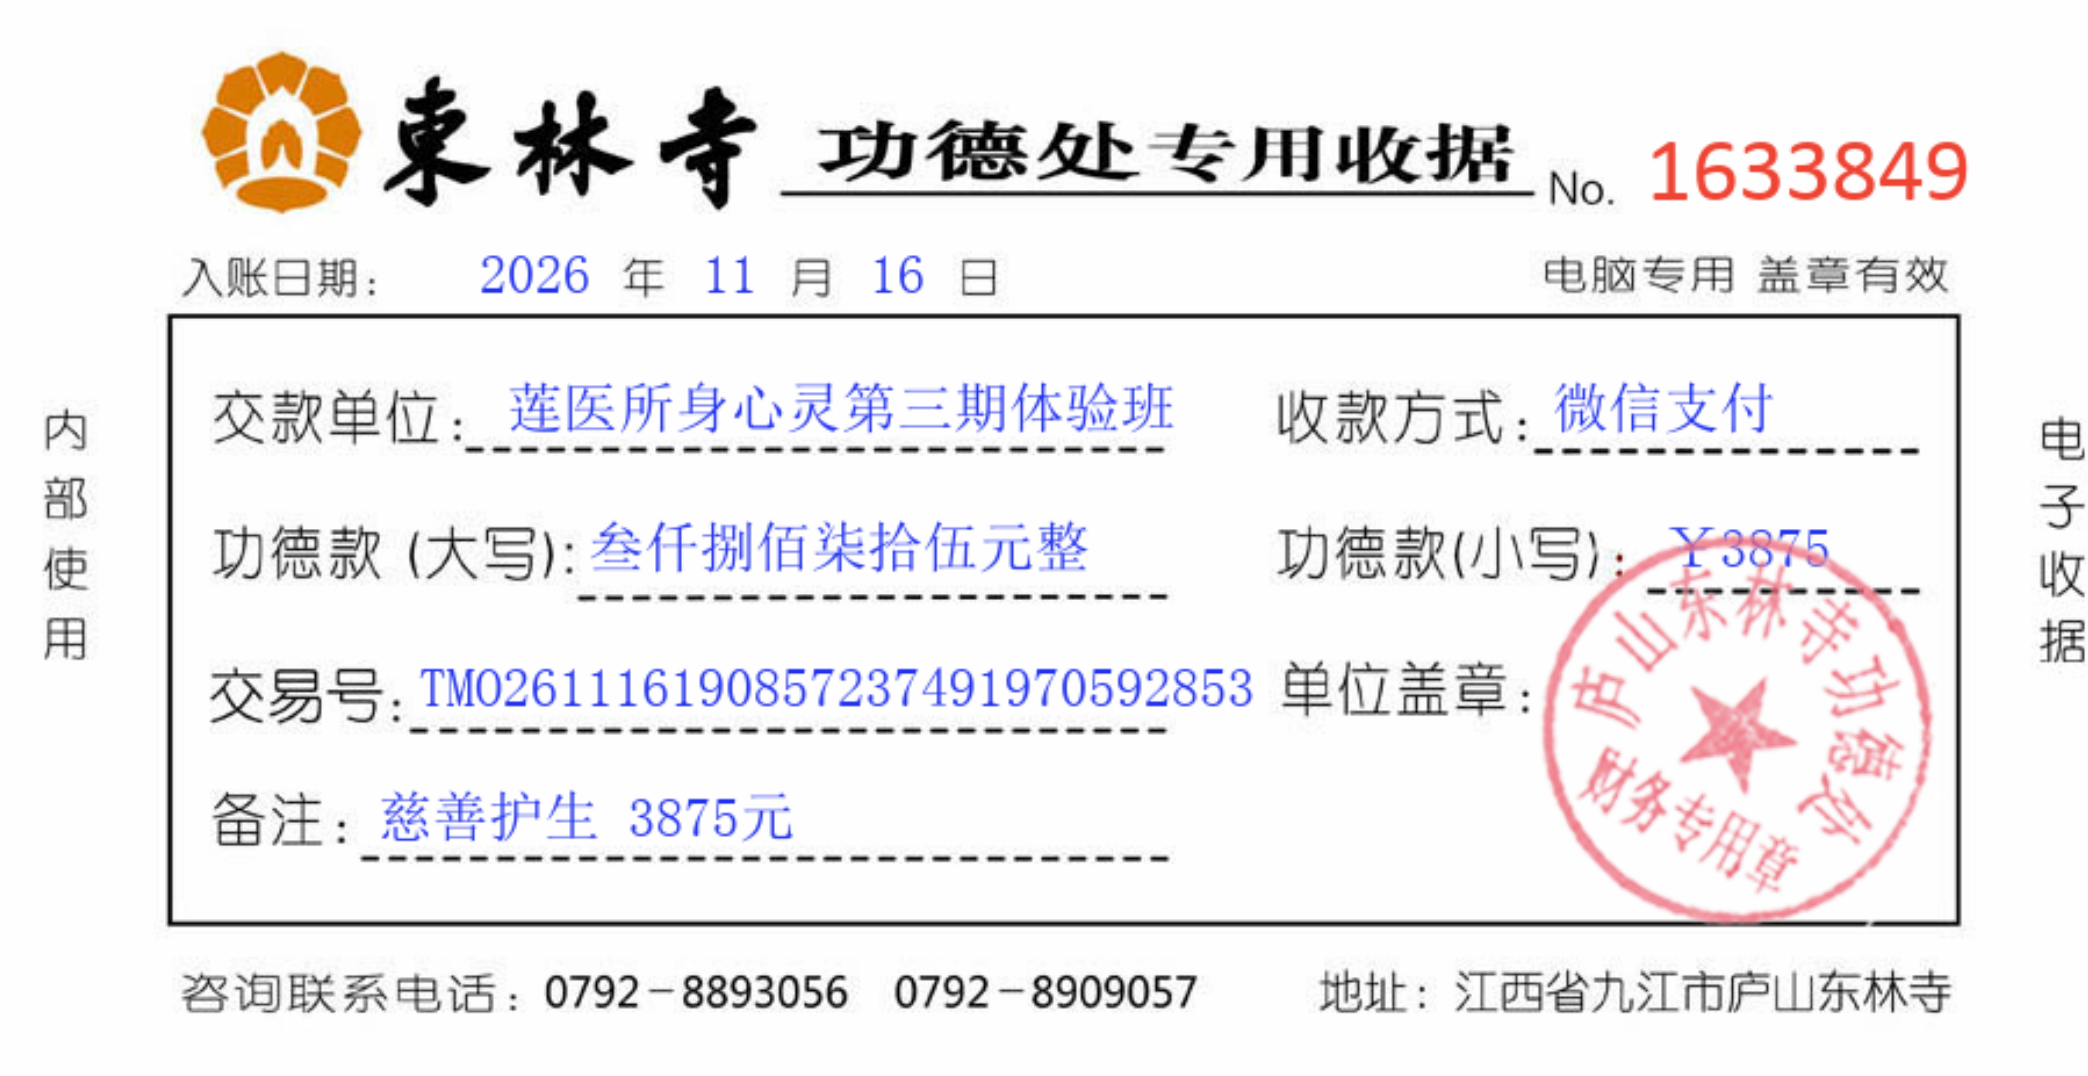 東林寺 功德处专用收据 No. 1633849
入账日期: 2026 年 11 月 16 日 电脑专用 盖章有效
交款单位: 莲医所身心灵第三期体验班 收款方式: 微信支付
功德款 (大写): 叁仟捌佰柒拾伍元整 功德款(小写): Y3875
交易号: TM02611161908572374919705928​53 单位盖章:
备注: 慈善护生 3875元
庐山东林寺功德处
财务专用章
内部使用
电子收据
咨询联系电话: 0792-8893056 0792-8909057 地址: 江西省九江市庐山东林寺